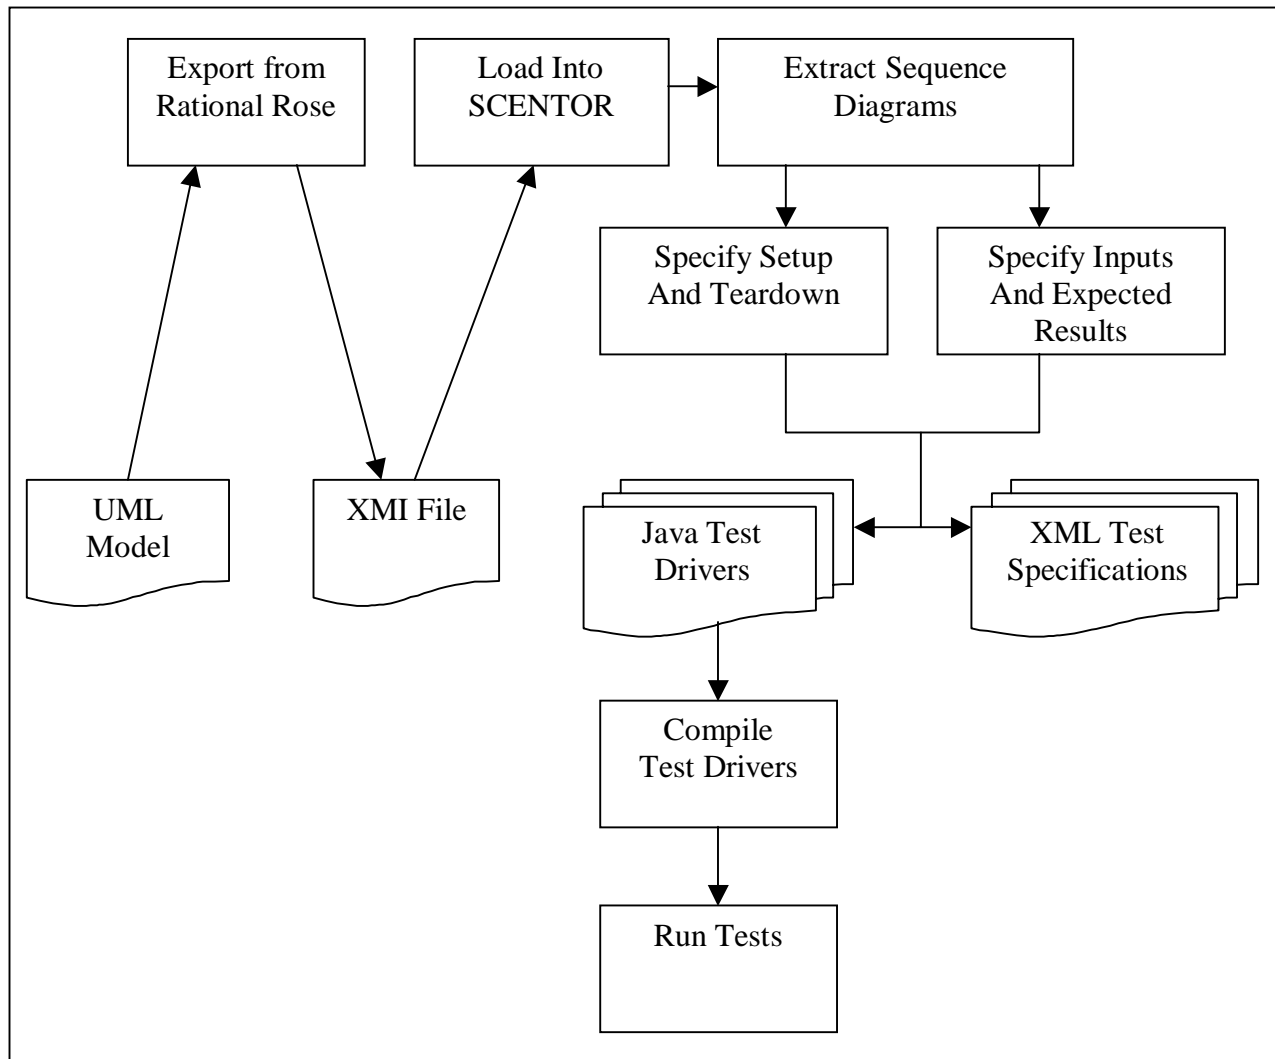 Export from
Rational Rose
Load Into
SCENTOR
Extract Sequence
Diagrams
Specify Setup
And Teardown
Specify Inputs
And Expected
Results
UML
Model
XMI File
Java Test
Drivers
XML Test
Specifications
Compile
Test Drivers
Run Tests